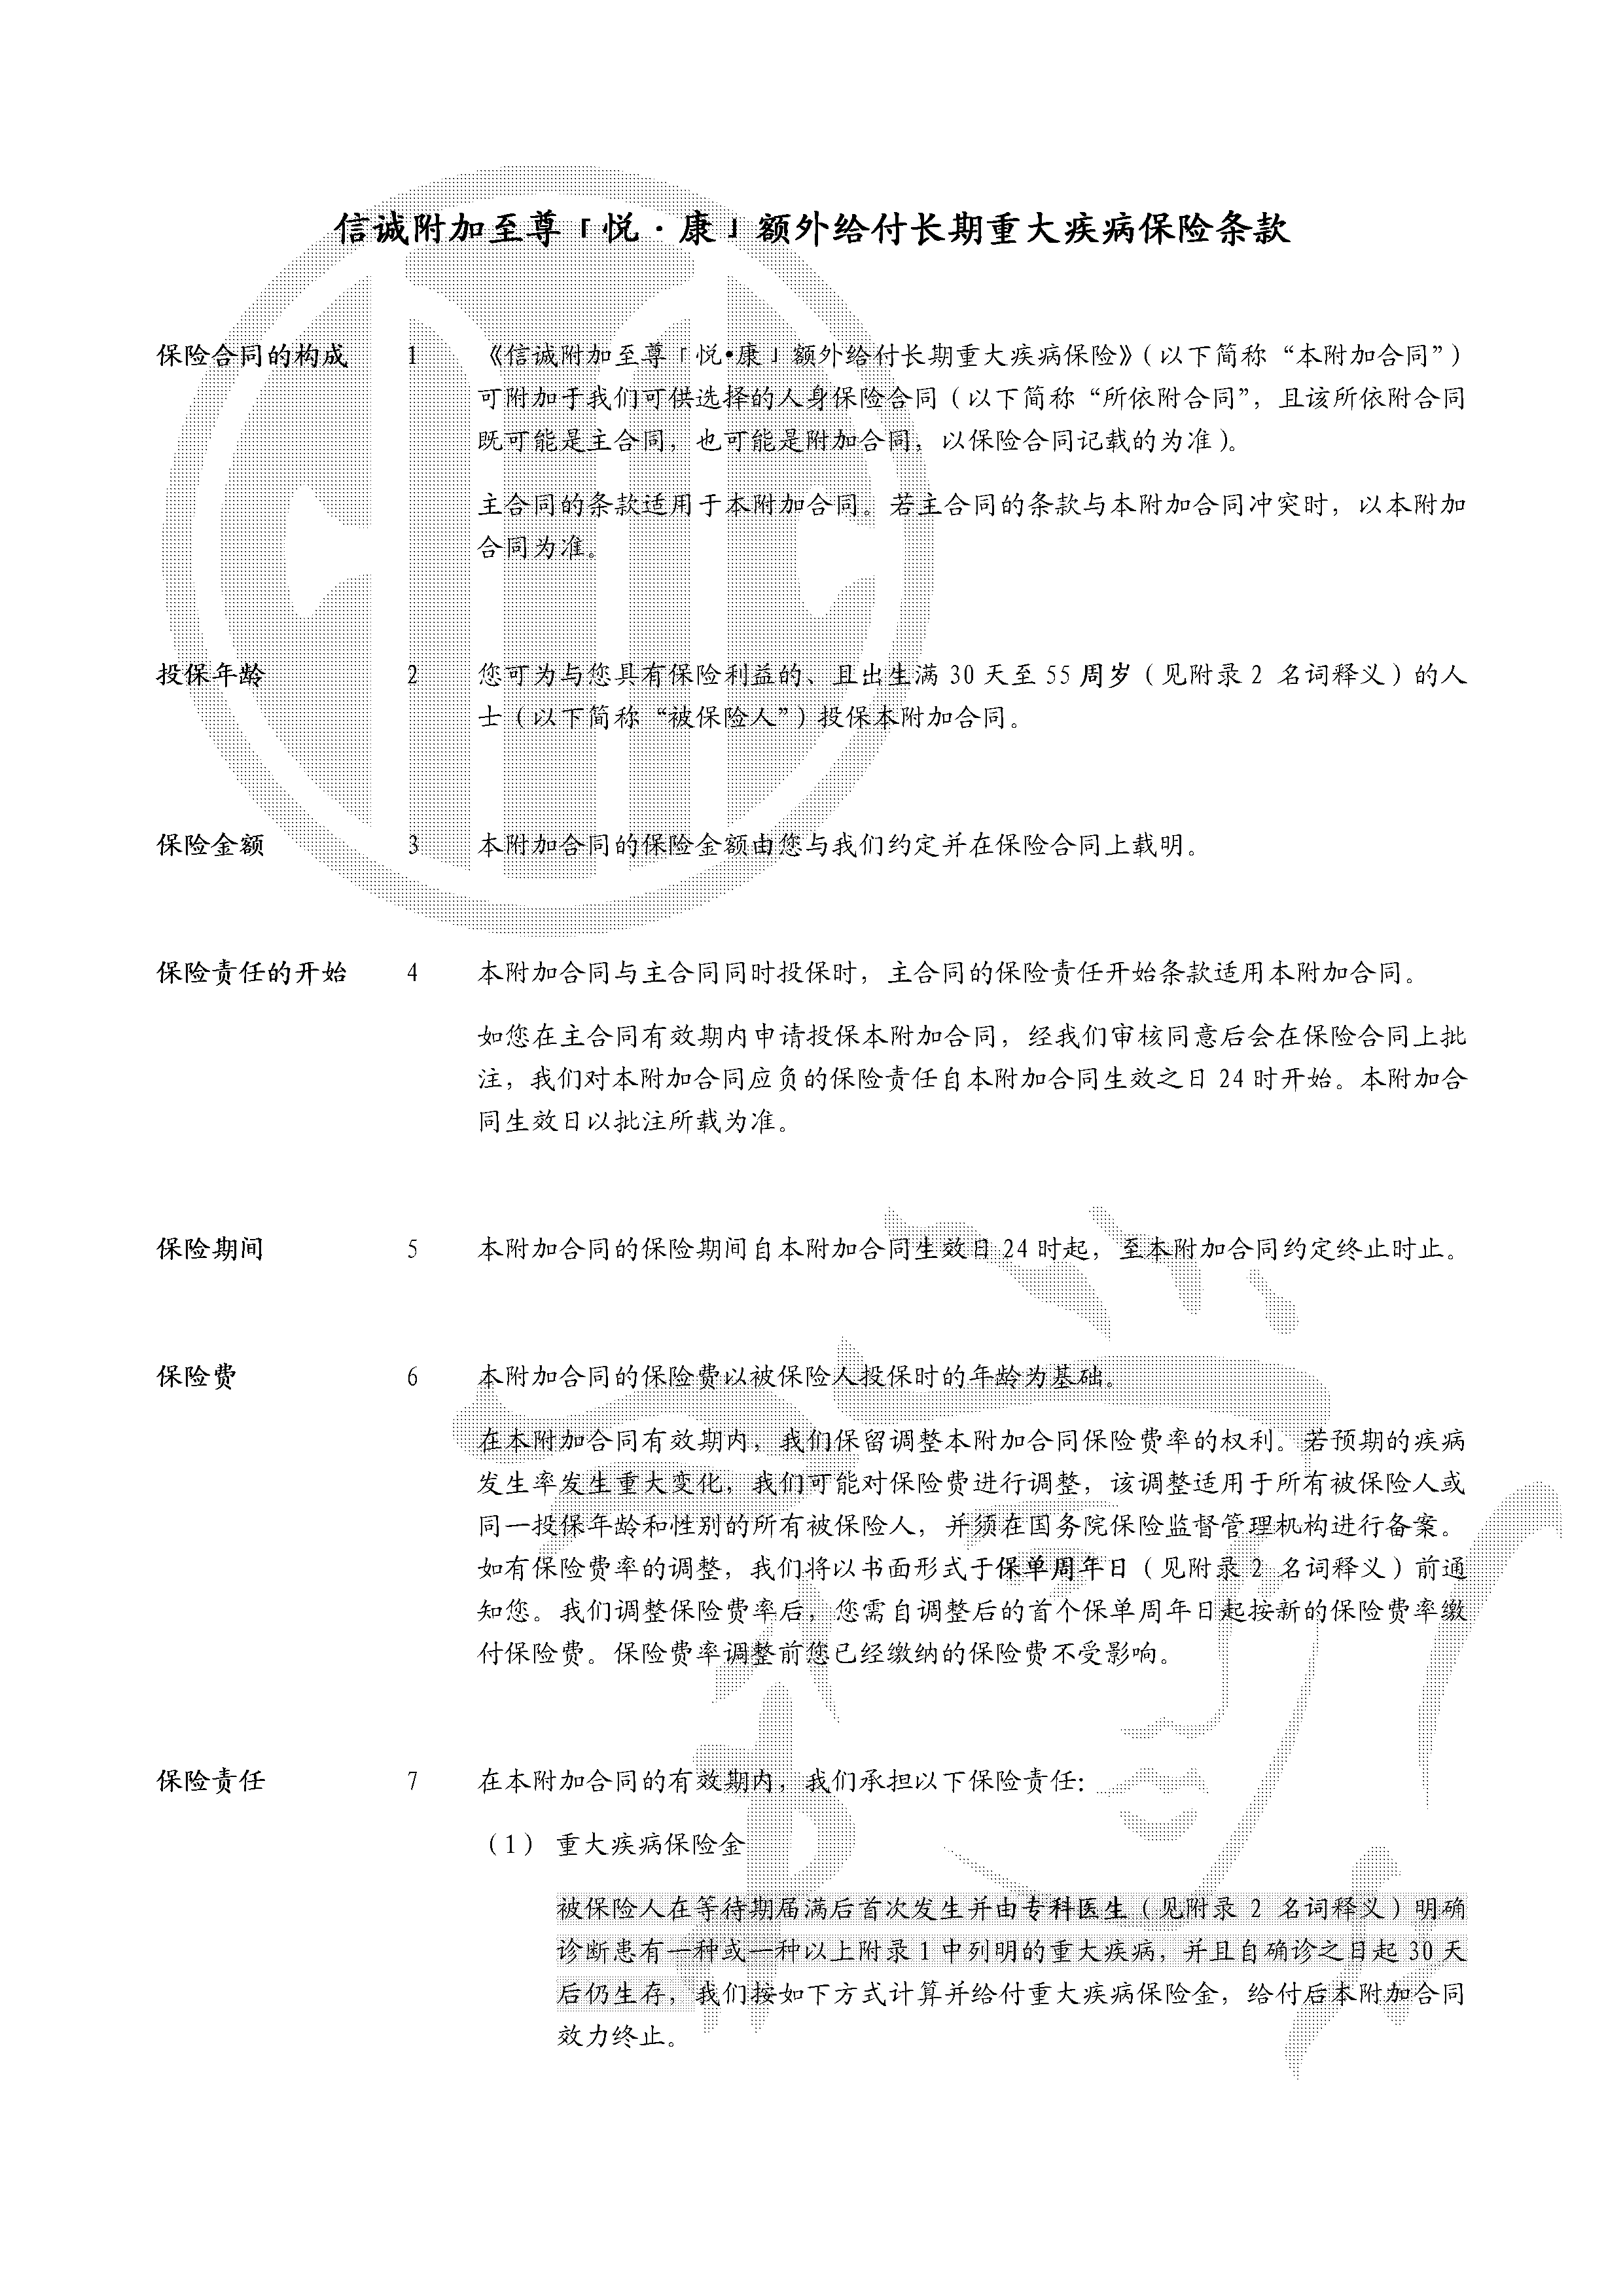 信诚附加至尊「悦·康」额外给付长期重大疾病保险条款
保险合同的构成 1 《信诚附加至尊「悦•康」额外给付长期重大疾病保险》（以下简称“本附加合同”）
可附加于我们可供选择的人身保险合同（以下简称“所依附合同”，且该所依附合同
既可能是主合同，也可能是附加合同，以保险合同记载的为准）。
主合同的条款适用于本附加合同。若主合同的条款与本附加合同冲突时，以本附加
合同为准。
投保年龄 2 您可为与您具有保险利益的、且出生满 30 天至 55 周岁（见附录 2 名词释义）的人
士（以下简称“被保险人”）投保本附加合同。
保险金额 3 本附加合同的保险金额由您与我们约定并在保险合同上载明。
保险责任的开始 4 本附加合同与主合同同时投保时，主合同的保险责任开始条款适用本附加合同。
如您在主合同有效期内申请投保本附加合同，经我们审核同意后会在保险合同上批
注，我们对本附加合同应负的保险责任自本附加合同生效之日 24 时开始。本附加合
同生效日以批注所载为准。
保险期间 5 本附加合同的保险期间自本附加合同生效日 24 时起，至本附加合同约定终止时止。
保险费 6 本附加合同的保险费以被保险人投保时的年龄为基础。
在本附加合同有效期内，我们保留调整本附加合同保险费率的权利。若预期的疾病
发生率发生重大变化，我们可能对保险费进行调整，该调整适用于所有被保险人或
同一投保年龄和性别的所有被保险人，并须在国务院保险监督管理机构进行备案。
如有保险费率的调整，我们将以书面形式于保单周年日（见附录 2 名词释义）前通
知您。我们调整保险费率后，您需自调整后的首个保单周年日起按新的保险费率缴
付保险费。保险费率调整前您已经缴纳的保险费不受影响。
保险责任 7 在本附加合同的有效期内，我们承担以下保险责任：
（1） 重大疾病保险金
被保险人在等待期届满后首次发生并由专科医生（见附录 2 名词释义）明确
诊断患有一种或一种以上附录 1 中列明的重大疾病，并且自确诊之日起 30 天
后仍生存，我们按如下方式计算并给付重大疾病保险金，给付后本附加合同
效力终止。